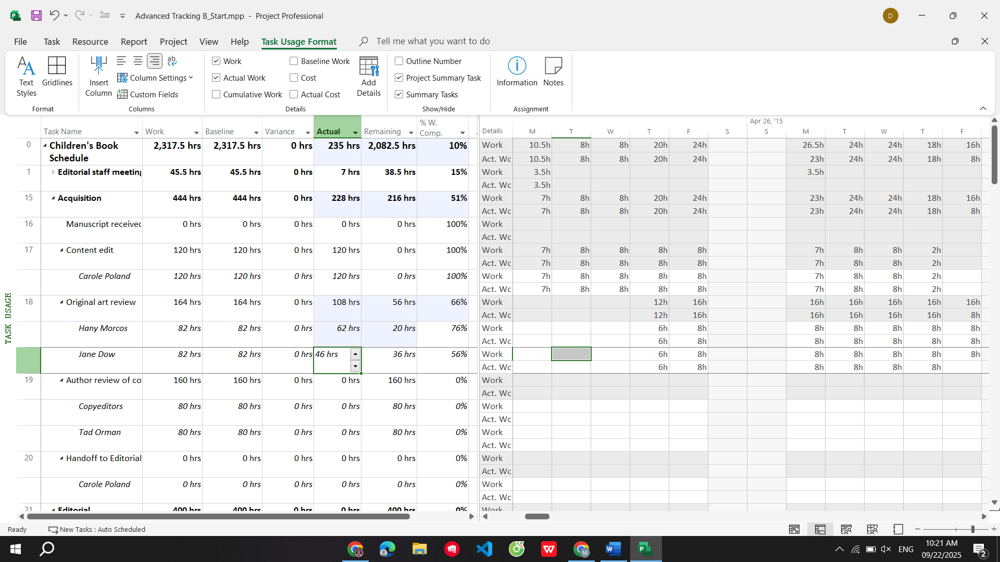 Advanced Tracking B_Start.mpp - Project Professional
D
File Task Resource Report Project View Help Task Usage Format Tell me what you want to do
Text Styles
Gridlines
Format
Insert Column
Column Settings
Custom Fields
Columns
Work
Actual Work
Cumulative Work
Baseline Work
Cost
Actual Cost
Add Details
Details
Outline Number
Project Summary Task
Summary Tasks
Show/Hide
Information
Notes
Assignment
Apr 26, '15
Task Name Work Baseline Variance Actual Remaining % W. Comp. Details M T W T F S S M T W T F
0 Children's Book Schedule 2,317.5 hrs 2,317.5 hrs 0 hrs 235 hrs 2,082.5 hrs 10% Work 10.5h 8h 8h 20h 24h 26.5h 24h 24h 18h 16h
Act. Wc 10.5h 8h 8h 20h 24h 23h 24h 24h 18h 8h
1 Editorial staff meeting 45.5 hrs 45.5 hrs 0 hrs 7 hrs 38.5 hrs 15% Work 3.5h 3.5h
Act. Wc 3.5h
15 Acquisition 444 hrs 444 hrs 0 hrs 228 hrs 216 hrs 51% Work 7h 8h 8h 20h 24h 23h 24h 24h 18h 16h
Act. Wc 7h 8h 8h 20h 24h 23h 24h 24h 18h 8h
16 Manuscript received 0 hrs 0 hrs 0 hrs 0 hrs 0 hrs 100% Work
Act. Wc
17 Content edit 120 hrs 120 hrs 0 hrs 120 hrs 0 hrs 100% Work 7h 8h 8h 8h 8h 7h 8h 8h 2h
Act. Wc 7h 8h 8h 8h 8h 7h 8h 8h 2h
Carole Poland 120 hrs 120 hrs 0 hrs 120 hrs 0 hrs 100% Work 7h 8h 8h 8h 8h 7h 8h 8h 2h
Act. Wc 7h 8h 8h 8h 8h 7h 8h 8h 2h
18 Original art review 164 hrs 164 hrs 0 hrs 108 hrs 56 hrs 66% Work 12h 16h 16h 16h 16h 16h 16h
Act. Wc 12h 16h 16h 16h 16h 16h 8h
Hany Morcos 82 hrs 82 hrs 0 hrs 62 hrs 20 hrs 76% Work 6h 8h 8h 8h 8h 8h 8h
Act. Wc 6h 8h 8h 8h 8h 8h 8h
Jane Dow 82 hrs 82 hrs 0 hrs 46 hrs 36 hrs 56% Work 6h 8h 8h 8h 8h 8h 8h
Act. Wc 6h 8h 8h 8h 8h 8h
19 Author review of co 160 hrs 160 hrs 0 hrs 0 hrs 160 hrs 0% Work
Act. Wc
Copyeditors 80 hrs 80 hrs 0 hrs 0 hrs 80 hrs 0% Work
Act. Wc
Tad Orman 80 hrs 80 hrs 0 hrs 0 hrs 80 hrs 0% Work
Act. Wc
20 Handoff to Editorial 0 hrs 0 hrs 0 hrs 0 hrs 0 hrs 0% Work
Act. Wc
Carole Poland 0 hrs 0 hrs 0 hrs 0 hrs 0 hrs 0% Work
Act. Wc
21 Editorial 400 hrs 400 hrs 0 hrs 0 hrs 400 hrs 0% Work
TASK USAGE
Ready New Tasks : Auto Scheduled
ENG
10:21 AM
09/22/2025
2